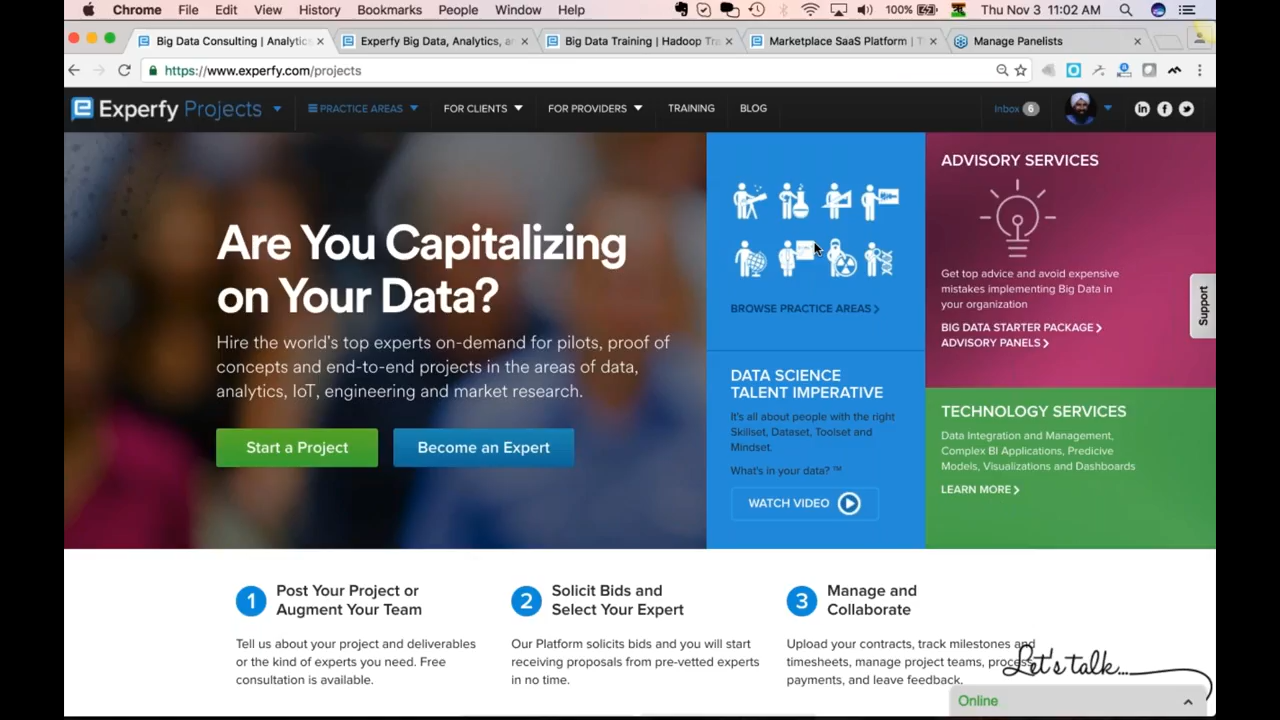 Chrome File Edit View History Bookmarks People Window Help 100% Thu Nov 3 11:02 AM
Big Data Consulting | Analytics × Experfy Big Data, Analytics, × Big Data Training | Hadoop Tra × Marketplace SaaS Platform | T × Manage Panelists ×
https://www.experfy.com/projects
Experfy Projects PRACTICE AREAS FOR CLIENTS FOR PROVIDERS TRAINING BLOG Inbox 6
Are You Capitalizing
on Your Data?
Hire the world's top experts on-demand for pilots, proof of
concepts and end-to-end projects in the areas of data,
analytics, IoT, engineering and market research.
Start a Project Become an Expert
BROWSE PRACTICE AREAS
DATA SCIENCE
TALENT IMPERATIVE
It's all about people with the right
Skillset, Dataset, Toolset and
Mindset.
What's in your data? ™
WATCH VIDEO
ADVISORY SERVICES
Get top advice and avoid expensive
mistakes implementing Big Data in
your organization
BIG DATA STARTER PACKAGE
ADVISORY PANELS
TECHNOLOGY SERVICES
Data Integration and Management,
Complex BI Applications, Predicive
Models, Visualizations and Dashboards
LEARN MORE
Support
1 Post Your Project or
Augment Your Team
Tell us about your project and deliverables
or the kind of experts you need. Free
consultation is available.
2 Solicit Bids and
Select Your Expert
Our Platform solicits bids and you will start
receiving proposals from pre-vetted experts
in no time.
3 Manage and
Collaborate
Upload your contracts, track milestones and
timesheets, manage project teams, process
payments, and leave feedback.
Let's talk...
Online